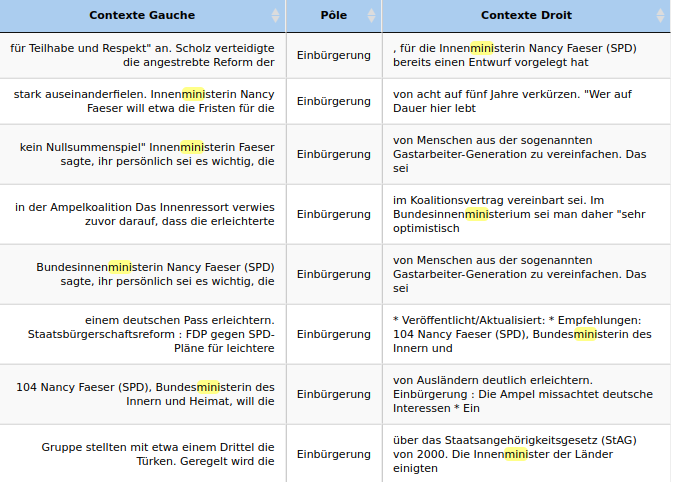 Contexte Gauche Pôle Contexte Droit
für Teilhabe und Respekt" an. Scholz verteidigte
die angestrebte Reform der
Einbürgerung
, für die Innenministerin Nancy Faeser (SPD)
bereits einen Entwurf vorgelegt hat
stark auseinanderfielen. Innenministerin Nancy
Faeser will etwa die Fristen für die
Einbürgerung
von acht auf fünf Jahre verkürzen. "Wer auf
Dauer hier lebt
kein Nullsummenspiel" Innenministerin Faeser
sagte, ihr persönlich sei es wichtig, die
Einbürgerung
von Menschen aus der sogenannten
Gastarbeiter-Generation zu vereinfachen. Das
sei
in der Ampelkoalition Das Innenressort verwies
zuvor darauf, dass die erleichterte
Einbürgerung
im Koalitionsvertrag vereinbart sei. Im
Bundesinnenministerium sei man daher "sehr
optimistisch
Bundesinnenministerin Nancy Faeser (SPD)
sagte, ihr persönlich sei es wichtig, die
Einbürgerung
von Menschen aus der sogenannten
Gastarbeiter-Generation zu vereinfachen. Das
sei
einem deutschen Pass erleichtern.
Staatsbürgerschaftsreform : FDP gegen SPD-
Pläne für leichtere
Einbürgerung
* Veröffentlicht/Aktualisiert: * Empfehlungen:
104 Nancy Faeser (SPD), Bundesministerin des
Innern und
104 Nancy Faeser (SPD), Bundesministerin des
Innern und Heimat, will die
Einbürgerung
von Ausländern deutlich erleichtern.
Einbürgerung : Die Ampel missachtet deutsche
Interessen * Ein
Gruppe stellten mit etwa einem Drittel die
Türken. Geregelt wird die
Einbürgerung
über das Staatsangehörigkeitsgesetz (StAG)
von 2000. Die Innenminister der Länder
einigten